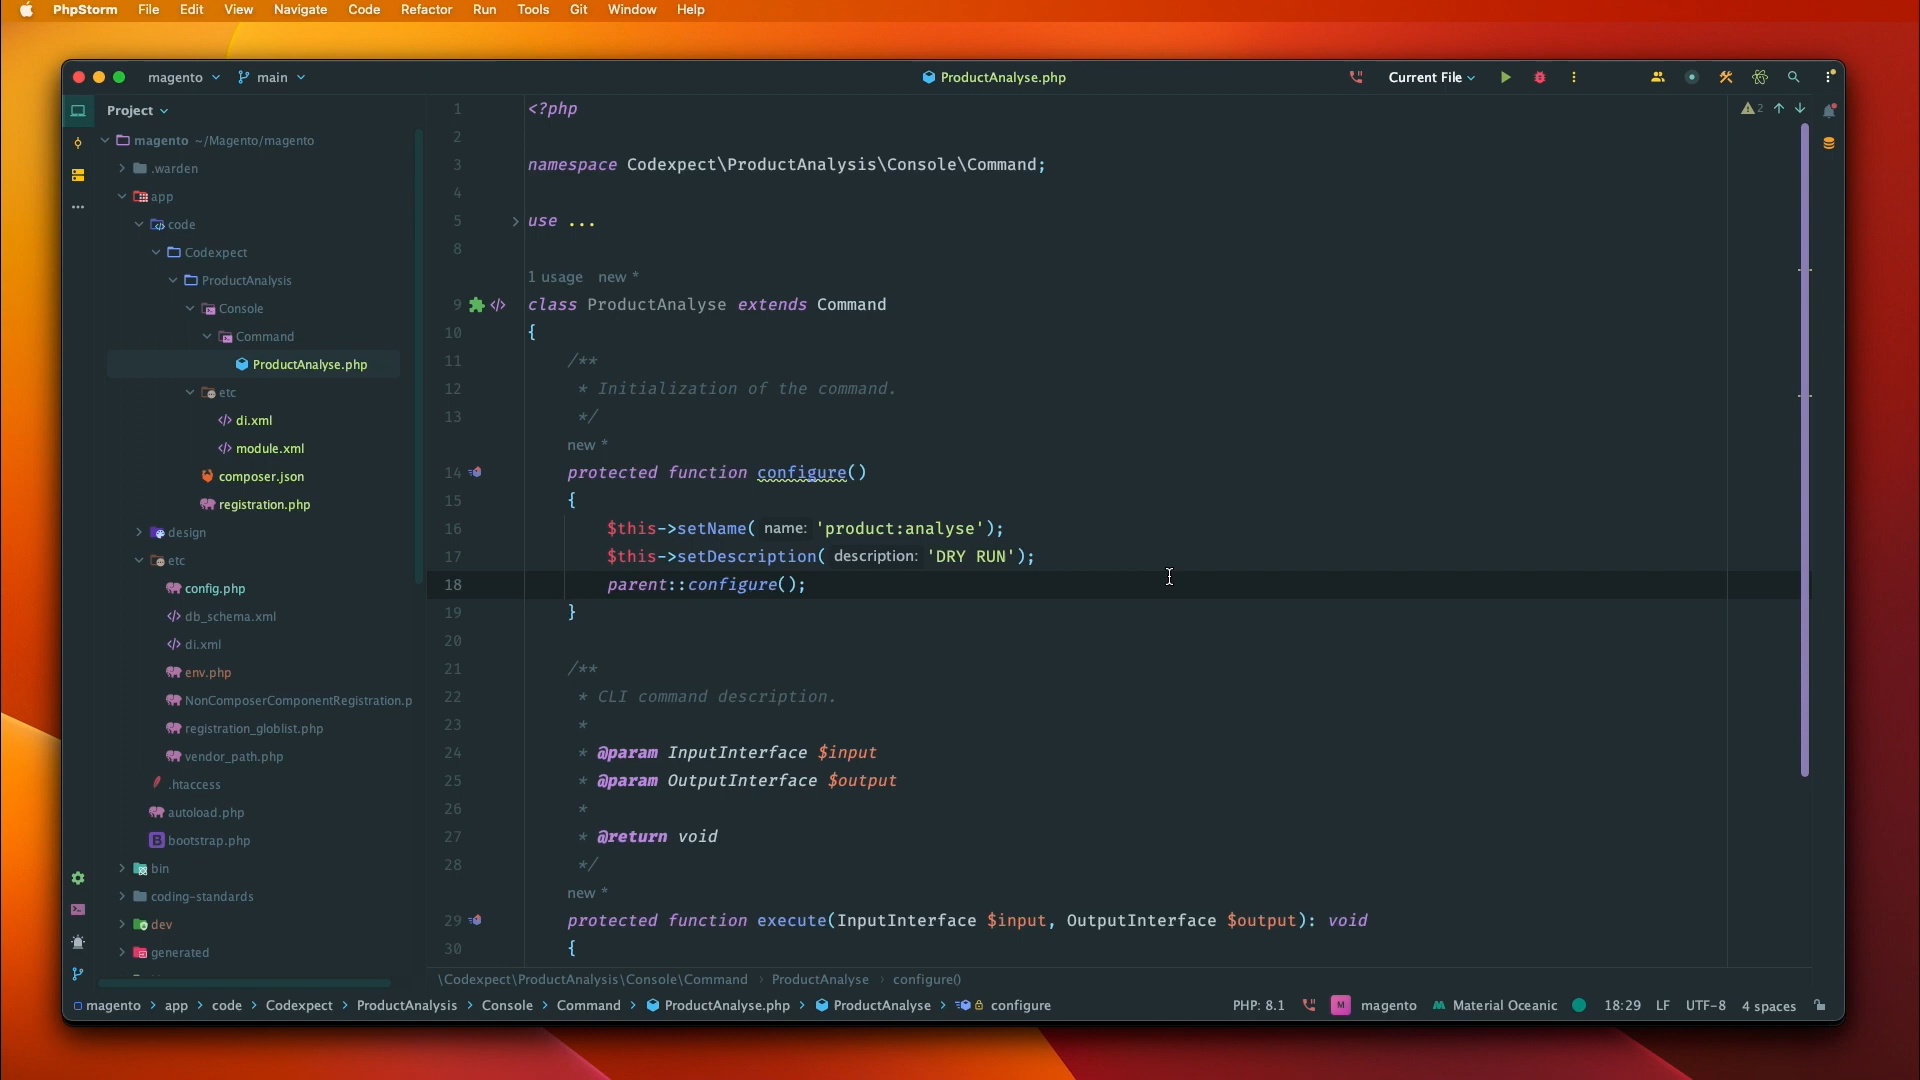 PhpStorm File Edit View Navigate Code Refactor Run Tools Git Window Help
magento main ProductAnalyse.php Current File
Project
magento ~/Magento/magento
.warden
app
code
Codexpect
ProductAnalysis
Console
Command
ProductAnalyse.php
etc
di.xml
module.xml
composer.json
registration.php
design
etc
config.php
db_schema.xml
di.xml
env.php
NonComposerComponentRegistration.p
registration_globlist.php
vendor_path.php
.htaccess
autoload.php
bootstrap.php
bin
coding-standards
dev
generated
2
1 <?php
2
3 namespace Codexpect\ProductAnalysis\Console\Command;
4
5 use ...
8
1 usage new *
9 class ProductAnalyse extends Command
10 {
11 /**
12 * Initialization of the command.
13 */
new *
14 protected function configure()
15 {
16 $this->setName( name: 'product:analyse');
17 $this->setDescription( description: 'DRY RUN');
18 parent::configure();
19 }
20
21 /**
22 * CLI command description.
23 *
24 * @param InputInterface $input
25 * @param OutputInterface $output
26 *
27 * @return void
28 */
new *
29 protected function execute(InputInterface $input, OutputInterface $output): void
30 {
\Codexpect\ProductAnalysis\Console\Command › ProductAnalyse › configure()
magento › app › code › Codexpect › ProductAnalysis › Console › Command › ProductAnalyse.php › ProductAnalyse › configure PHP: 8.1 M magento Material Oceanic 18:29 LF UTF-8 4 spaces